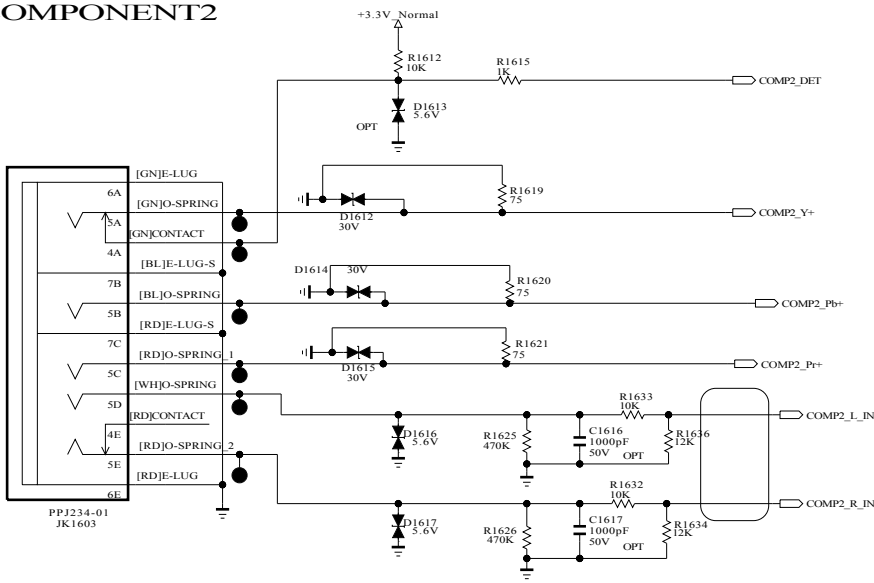 OMPONENT2
+3.3V_Normal
R1612
10K
R1615
1K
COMP2_DET
D1613
5.6V
OPT
[GN]E-LUG
6A
[GN]O-SPRING
5A
[GN]CONTACT
4A
D1612
30V
R1619
75
COMP2_Y+
[BL]E-LUG-S
7B
D1614
30V
R1620
75
[BL]O-SPRING
5B
COMP2_Pb+
[RD]E-LUG-S
7C
[RD]O-SPRING_1
5C
D1615
30V
R1621
75
COMP2_Pr+
[WH]O-SPRING
5D
[RD]CONTACT
4E
D1616
5.6V
R1625
470K
C1616
1000pF
50V
OPT
R1633
10K
R1636
12K
COMP2_L_IN
[RD]O-SPRING_2
5E
[RD]E-LUG
6E
PPJ234-01
JK1603
D1617
5.6V
R1626
470K
C1617
1000pF
50V
OPT
R1632
10K
R1634
12K
COMP2_R_IN